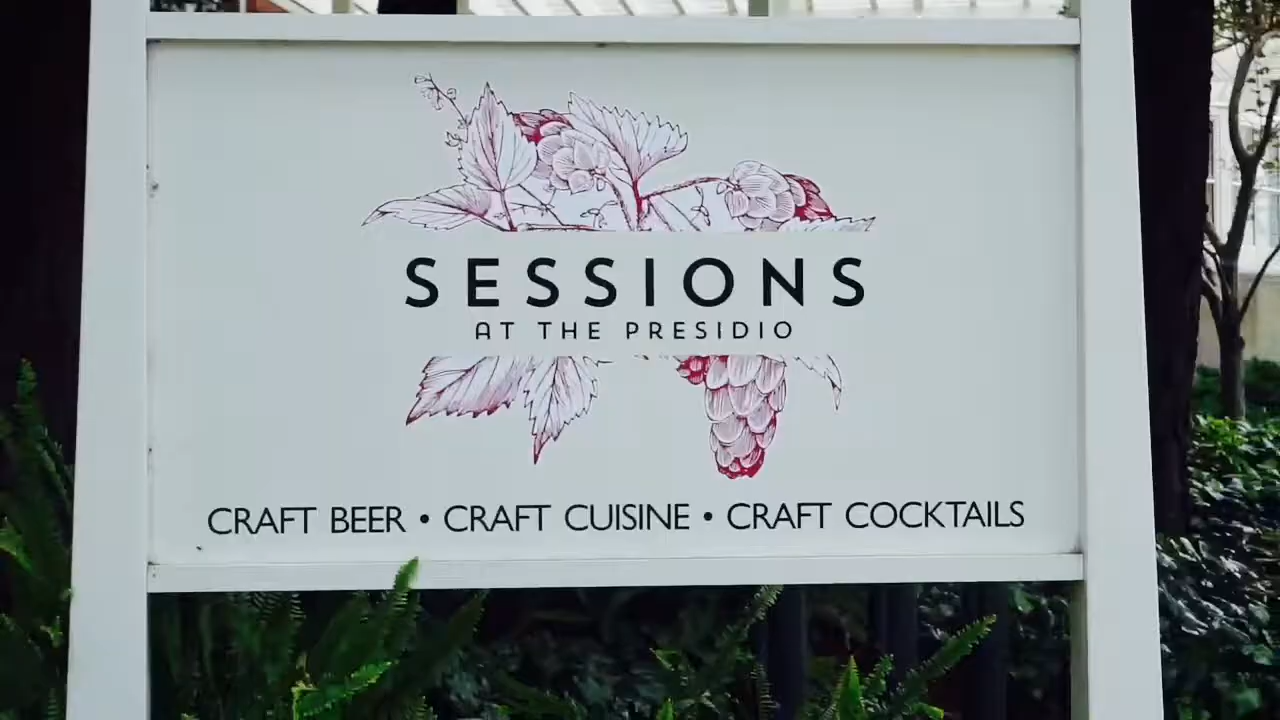 SESSIONS
AT THE PRESIDIO
CRAFT BEER • CRAFT CUISINE • CRAFT COCKTAILS